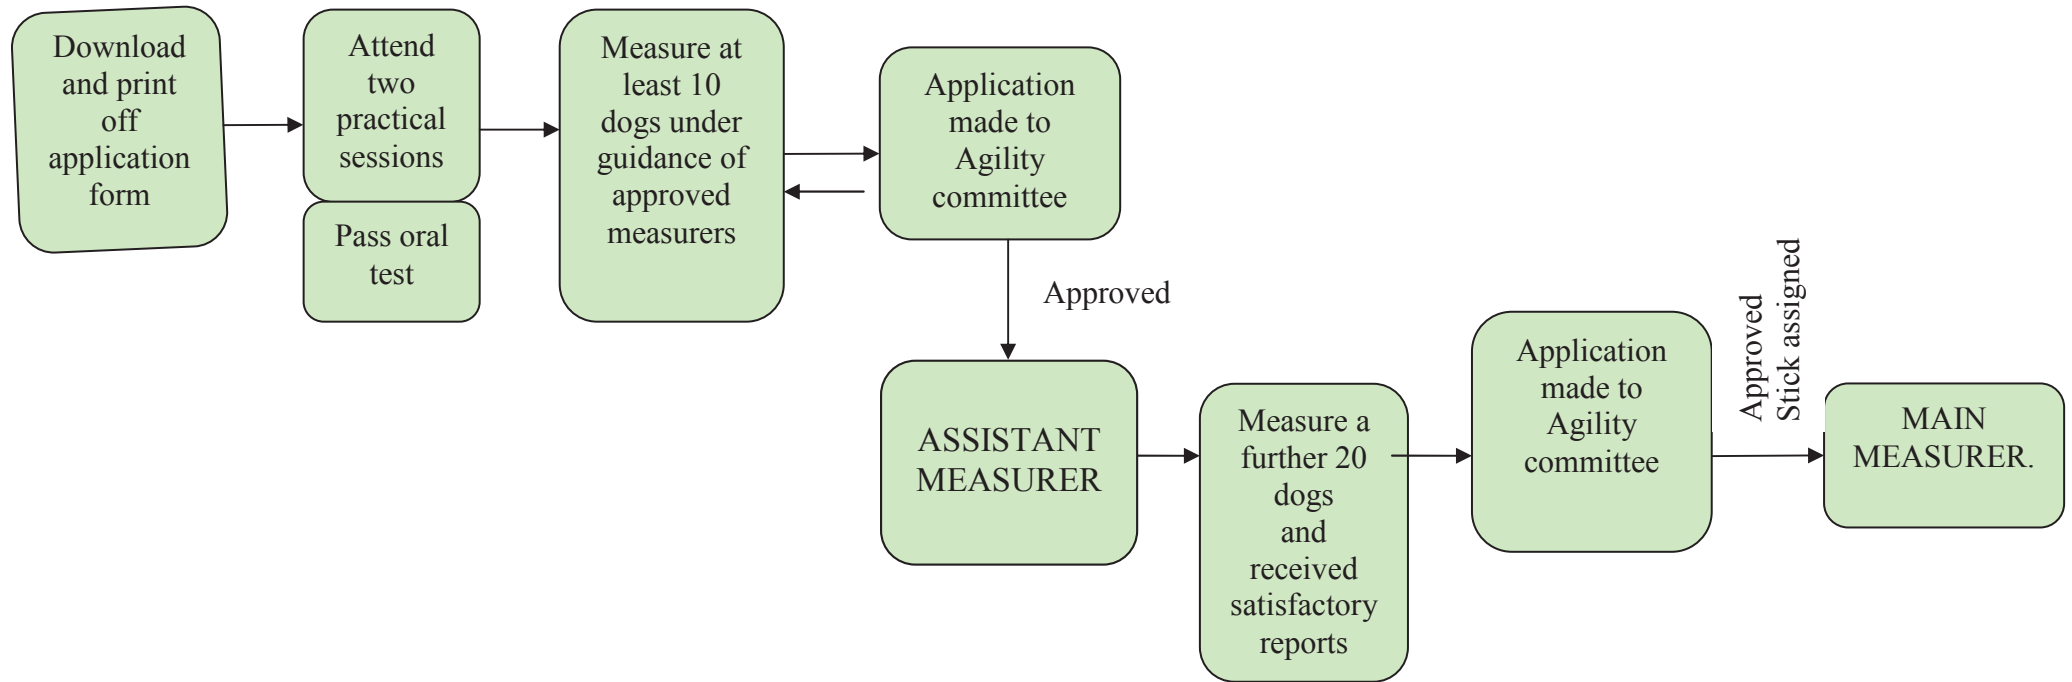 Download
and print
off
application
form
Attend
two
practical
sessions
Pass oral
test
Measure at
least 10
dogs under
guidance of
approved
measurers
Application
made to
Agility
committee
Approved
ASSISTANT
MEASURER
Measure a
further 20
dogs
and
received
satisfactory
reports
Application
made to
Agility
committee
Approved
Stick assigned
MAIN
MEASURER.